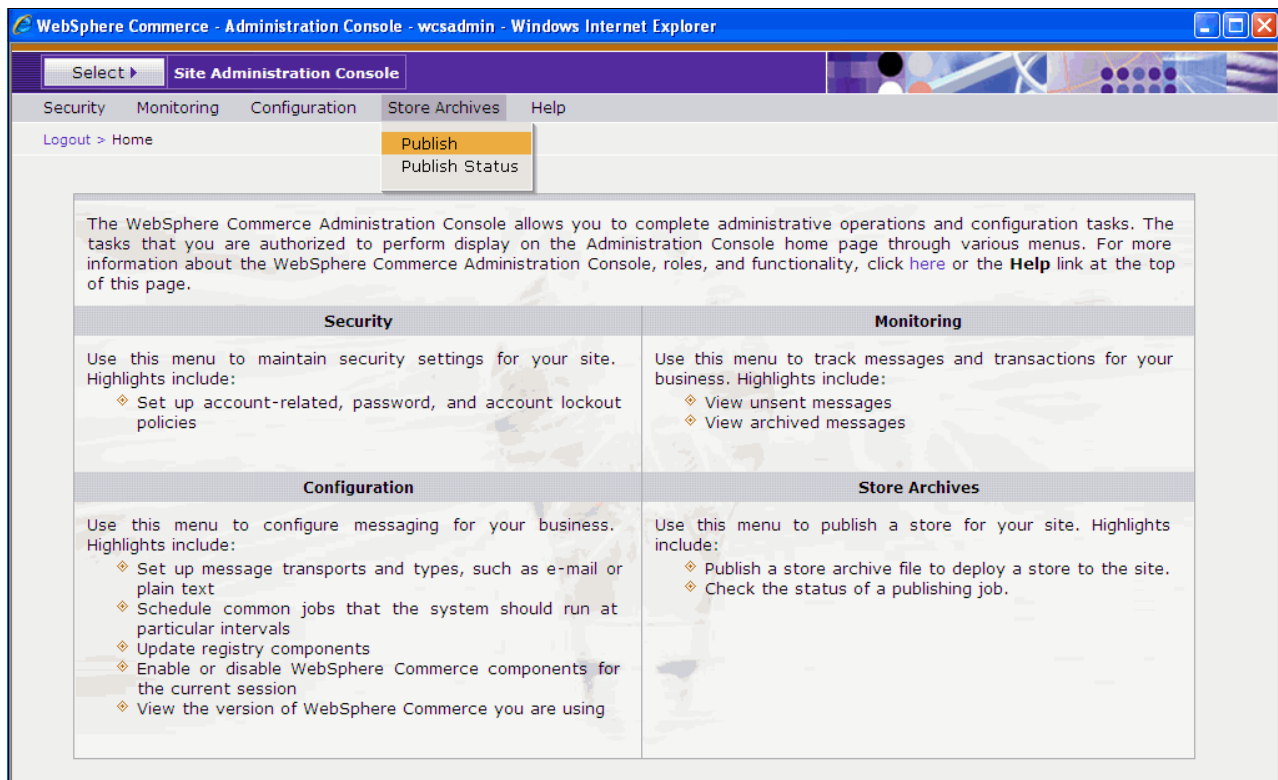 WebSphere Commerce - Administration Console - wcsadmin - Windows Internet Explorer
Select Site Administration Console
Security Monitoring Configuration Store Archives Help
Logout > Home
Publish
Publish Status
The WebSphere Commerce Administration Console allows you to complete administrative operations and configuration tasks. The
tasks that you are authorized to perform display on the Administration Console home page through various menus. For more
information about the WebSphere Commerce Administration Console, roles, and functionality, click here or the Help link at the top
of this page.
Security
Use this menu to maintain security settings for your site.
Highlights include:
Set up account-related, password, and account lockout
policies
Monitoring
Use this menu to track messages and transactions for your
business. Highlights include:
View unsent messages
View archived messages
Configuration
Use this menu to configure messaging for your business.
Highlights include:
Set up message transports and types, such as e-mail or
plain text
Schedule common jobs that the system should run at
particular intervals
Update registry components
Enable or disable WebSphere Commerce components for
the current session
View the version of WebSphere Commerce you are using
Store Archives
Use this menu to publish a store for your site. Highlights
include:
Publish a store archive file to deploy a store to the site.
Check the status of a publishing job.